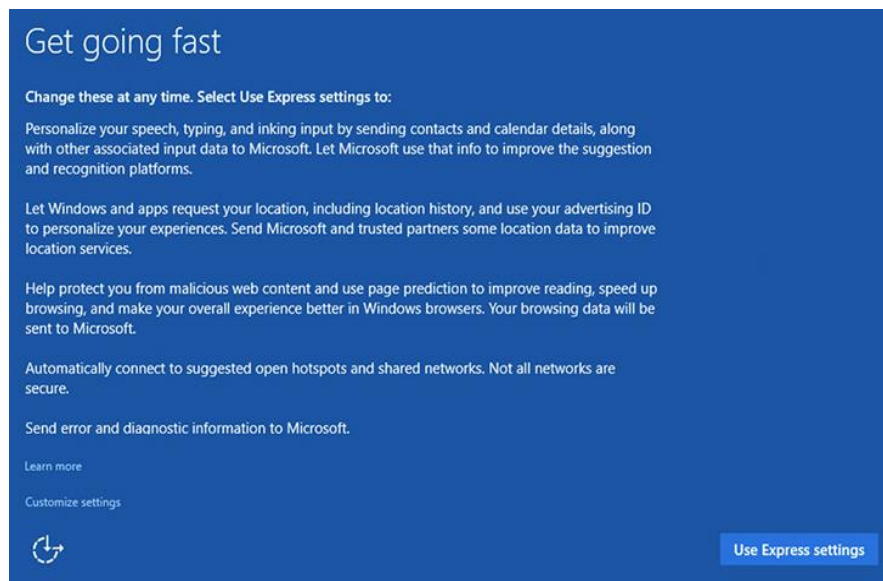 Get going fast
Change these at any time. Select Use Express settings to:
Personalize your speech, typing, and inking input by sending contacts and calendar details, along
with other associated input data to Microsoft. Let Microsoft use that info to improve the suggestion
and recognition platforms.
Let Windows and apps request your location, including location history, and use your advertising ID
to personalize your experiences. Send Microsoft and trusted partners some location data to improve
location services.
Help protect you from malicious web content and use page prediction to improve reading, speed up
browsing, and make your overall experience better in Windows browsers. Your browsing data will be
sent to Microsoft.
Automatically connect to suggested open hotspots and shared networks. Not all networks are
secure.
Send error and diagnostic information to Microsoft.
Learn more
Customize settings
Use Express settings